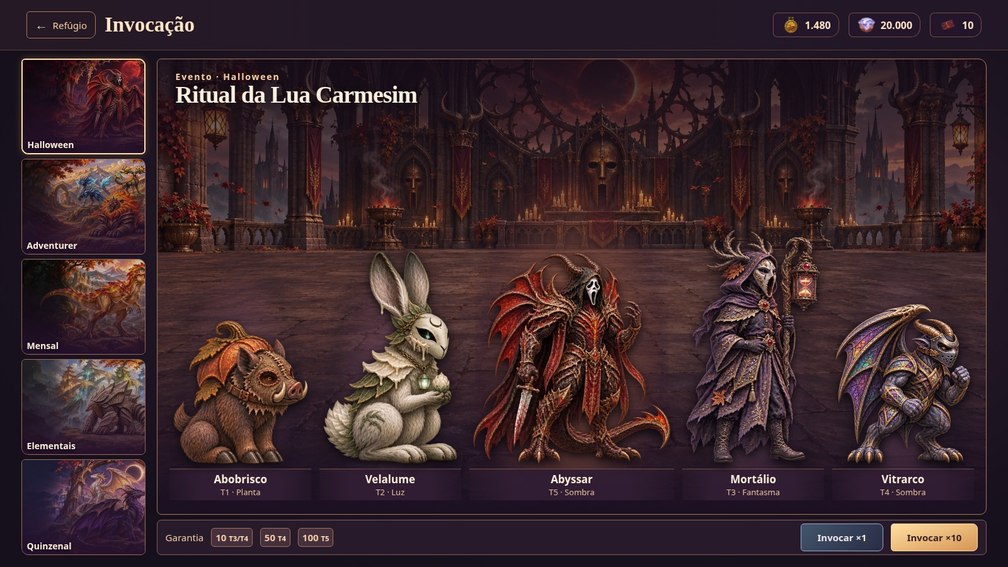 ← Refúgio
Invocação
1.480
20.000
10
Halloween
Adventurer
Mensal
Elementais
Quinzenal
Evento · Halloween
Ritual da Lua Carmesim
Abobrisco
T1 · Planta
Velalume
T2 · Luz
Abyssar
T5 · Sombra
Mortálio
T3 · Fantasma
Vitrarco
T4 · Sombra
Garantia
10 T3/T4
50 T4
100 T5
Invocar ×1
Invocar ×10